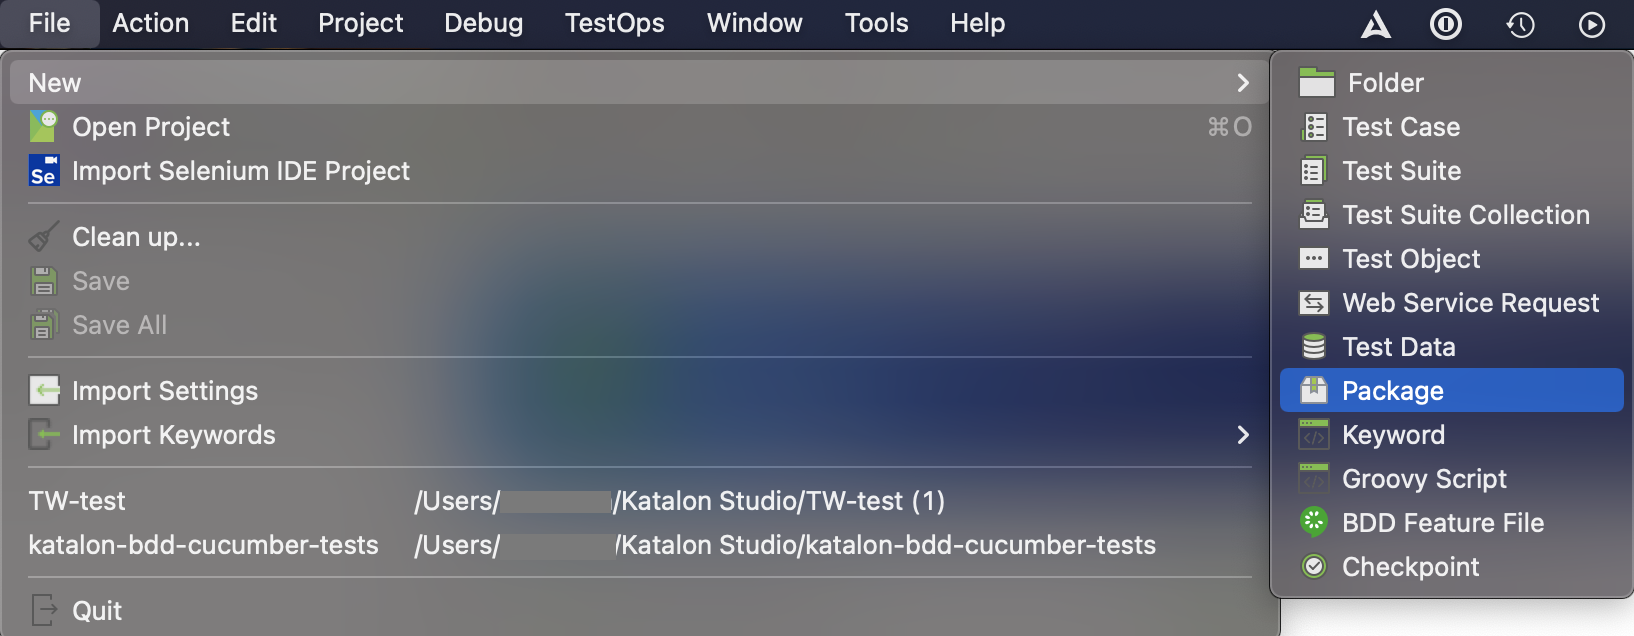 File Action Edit Project Debug TestOps Window Tools Help
New
Open Project ⌘O
Se Import Selenium IDE Project
Clean up...
Save
Save All
Import Settings
Import Keywords
TW-test /Users/ /Katalon Studio/TW-test (1)
katalon-bdd-cucumber-tests /Users/ /Katalon Studio/katalon-bdd-cucumber-tests
Quit
Folder
Test Case
Test Suite
Test Suite Collection
Test Object
Web Service Request
Test Data
Package
Keyword
Groovy Script
BDD Feature File
Checkpoint